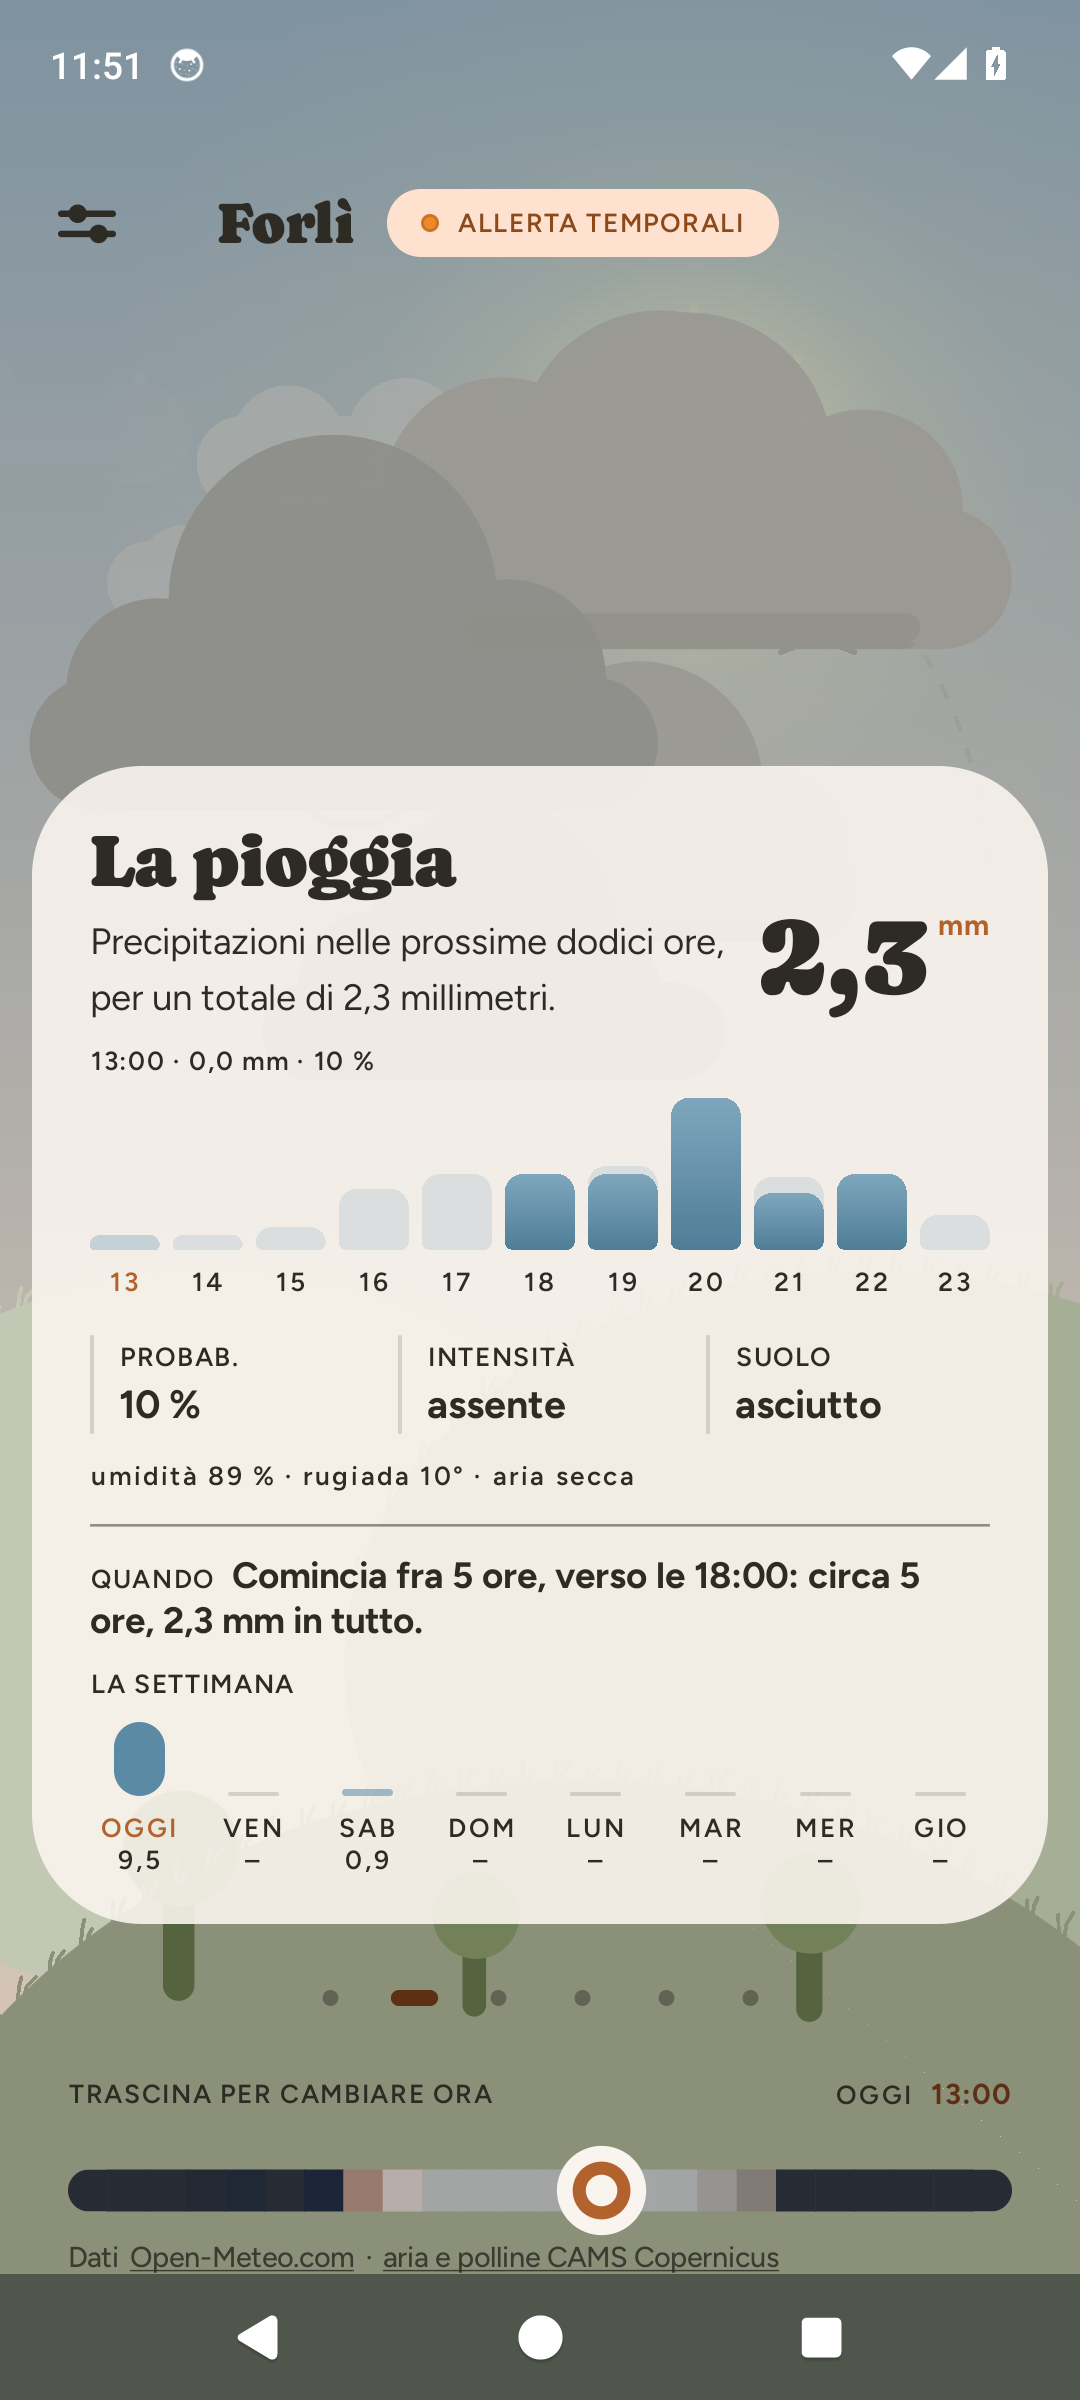 11:51
Forlì
ALLERTA TEMPORALI
La pioggia
Precipitazioni nelle prossime dodici ore,
per un totale di 2,3 millimetri.
2,3 mm
13:00 · 0,0 mm · 10 %
13 14 15 16 17 18 19 20 21 22 23
PROBAB. INTENSITÀ SUOLO
10 % assente asciutto
umidità 89 % · rugiada 10° · aria secca
QUANDO Comincia fra 5 ore, verso le 18:00: circa 5
ore, 2,3 mm in tutto.
LA SETTIMANA
OGGI VEN SAB DOM LUN MAR MER GIO
9,5 – 0,9 – – – – –
TRASCINA PER CAMBIARE ORA OGGI 13:00
Dati Open-Meteo.com · aria e polline CAMS Copernicus